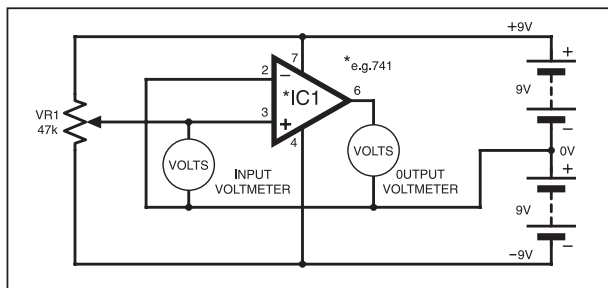 +9V
7
*e.g.741
2
−
+
*IC1
6
9V
VR1
47k
3
+
−
4
0V
VOLTS
INPUT
VOLTMETER
VOLTS
0UTPUT
VOLTMETER
+
9V
−
−9V